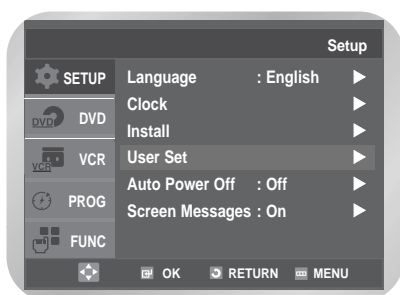 Setup
SETUP
DVD
DVD
VCR
VCR
PROG
FUNC
Language : English
Clock
Install
User Set
Auto Power Off : Off
Screen Messages : On
OK RETURN MENU